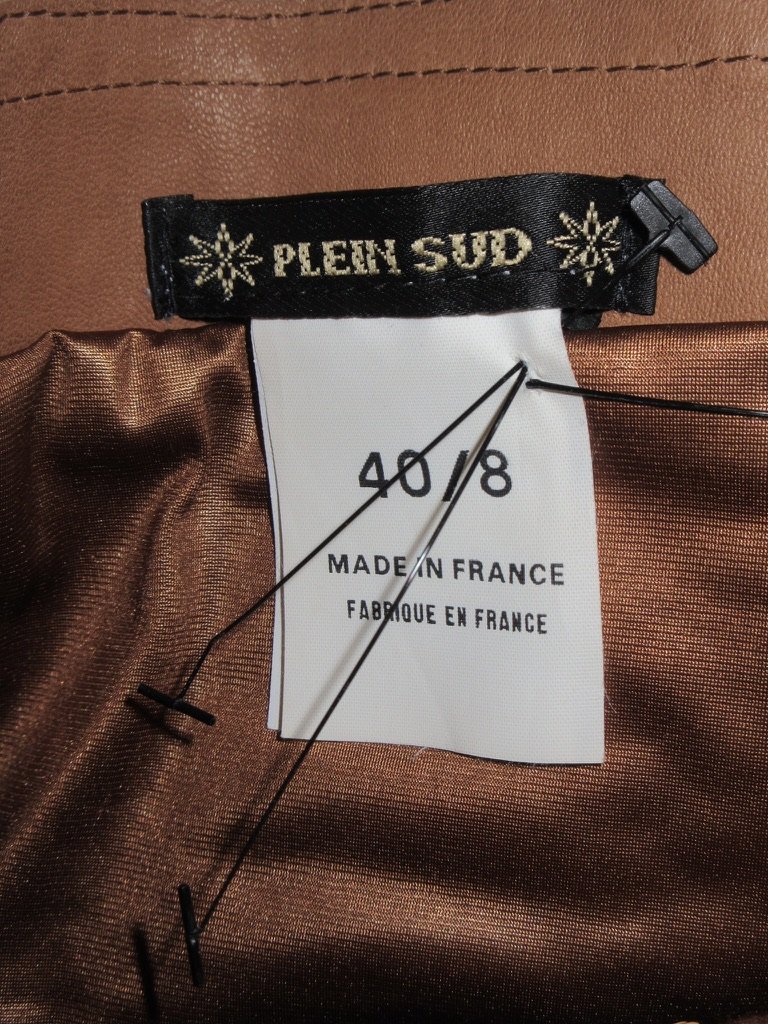 PLEIN SUD
40/8
MADE IN FRANCE
FABRIQUE EN FRANCE